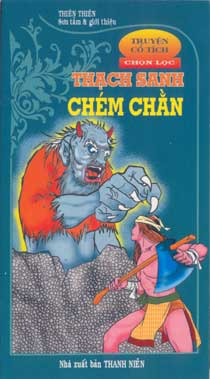 THIÊN THIÊN
Sưu tầm & giới thiệu
TRUYỆN
CỔ TÍCH
CHỌN LỌC
THẠCH SANH
CHÉM CHẰN
Nhà xuất bản THANH NIÊN